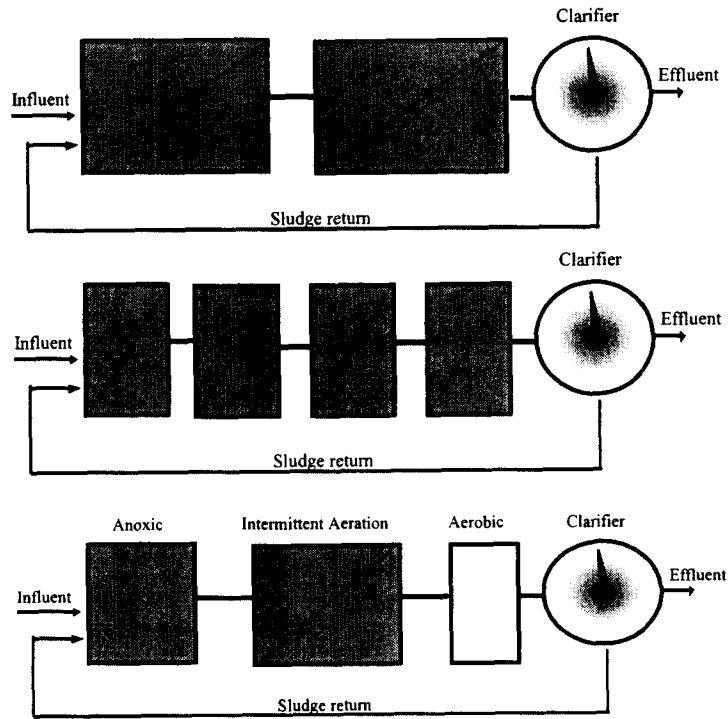 Clarifier
Influent
Effluent
Sludge return
Clarifier
Influent
Effluent
Sludge return
Anoxic Intermittent Aeration Aerobic Clarifier
Influent
Effluent
Sludge return